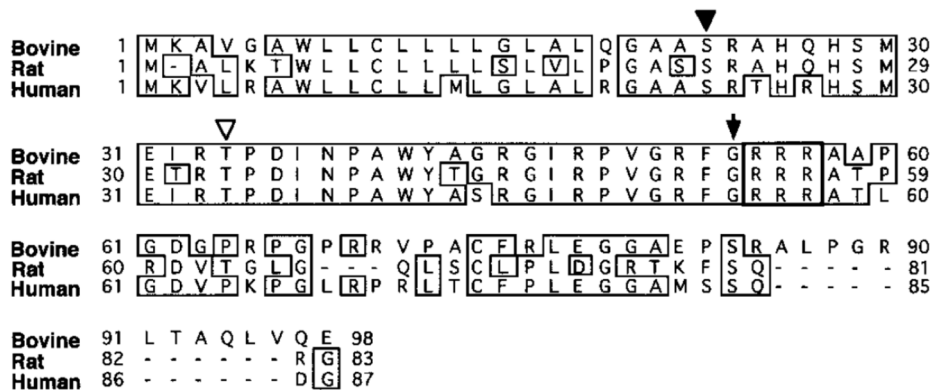 Bovine 1 M K A V G A W L L C L L L L G L A L Q G A A S R A H Q H S M 30
Rat 1 M - A L K T W L L C L L L L S L V L P G A S S R A H Q H S M 29
Human 1 M K V L R A W L L C L L M L G L A L R G A A S R T H R H S M 30
Bovine 31 E I R T P D I N P A W Y A G R G I R P V G R F G R R R A A P 60
Rat 30 E T R T P D I N P A W Y T G R G I R P V G R F G R R R A T P 59
Human 31 E I R T P D I N P A W Y A S R G I R P V G R F G R R R A T L 60
Bovine 61 G D G P R P G P R R V P A C F R L E G G A E P S R A L P G R 90
Rat 60 R D V T G L G - - - Q L S C L P L D G R T K F S Q - - - - - 81
Human 61 G D V P K P G L R P R L T C F P L E G G A M S S Q - - - - - 85
Bovine 91 L T A Q L V Q E 98
Rat 82 - - - - - - R G 83
Human 86 - - - - - - D G 87